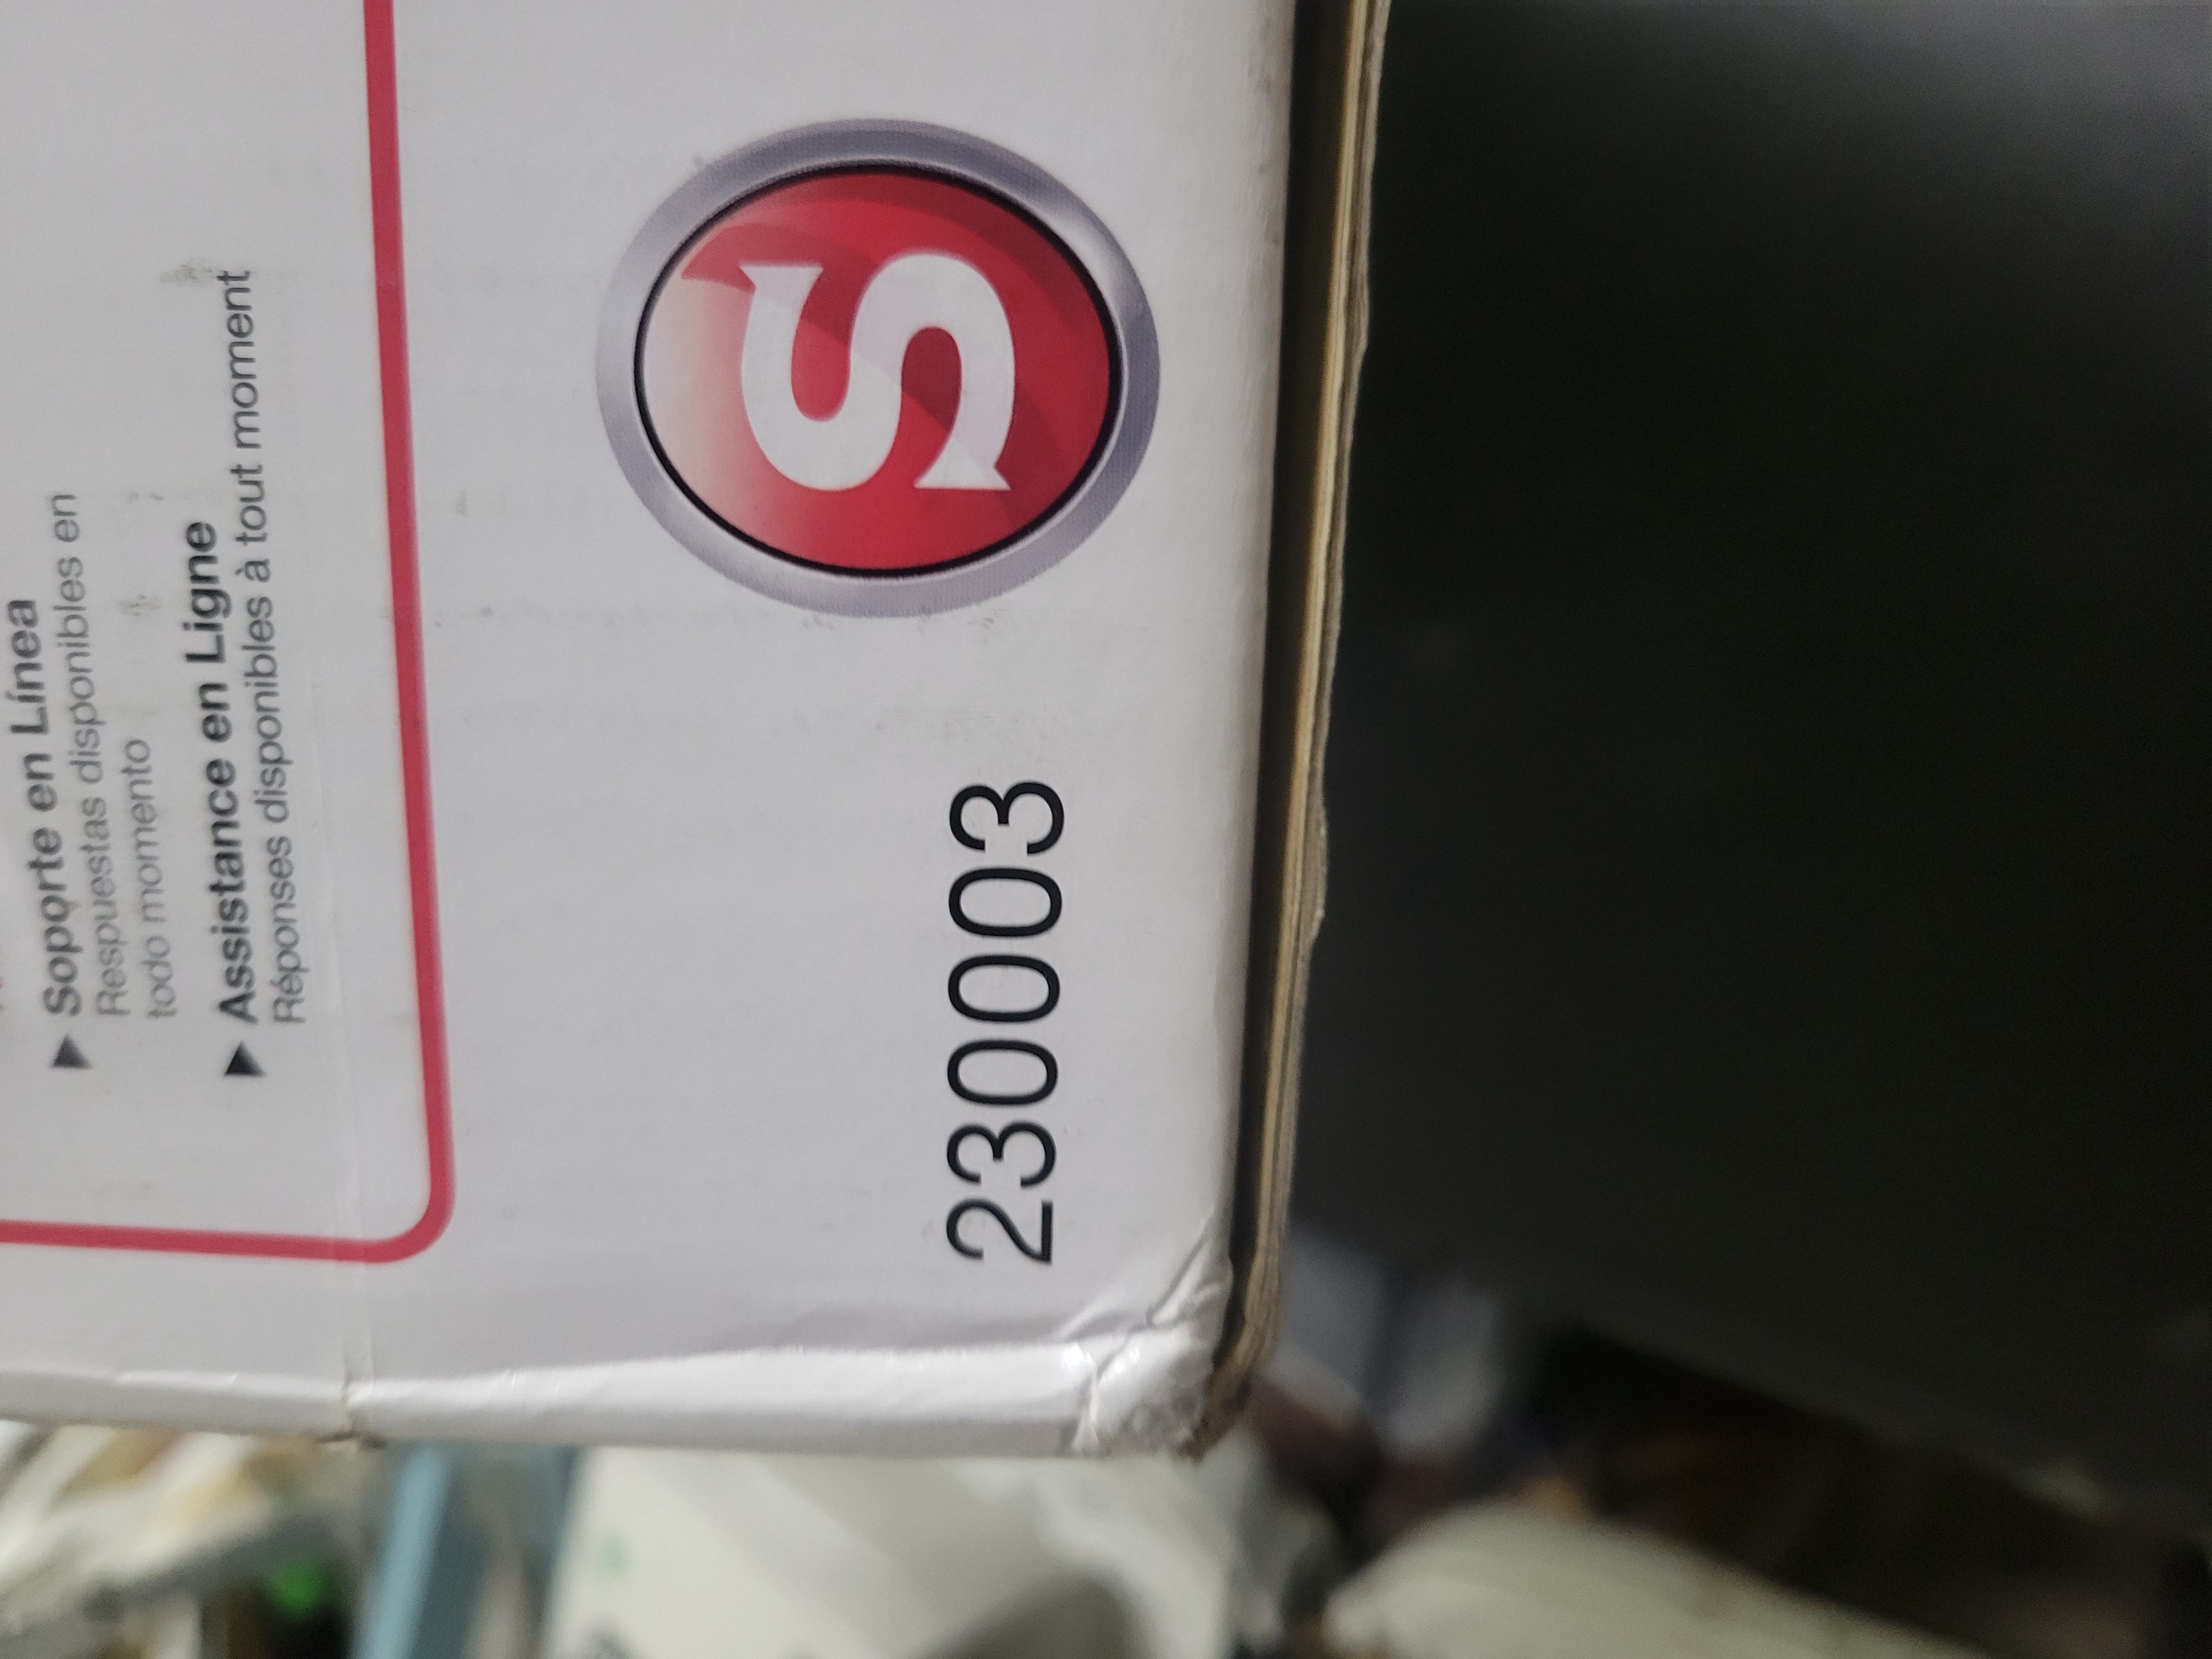 ▶ Soporte en Línea
Respuestas disponibles en
todo momento
▶ Assistance en Ligne
Réponses disponibles à tout moment
S
230003